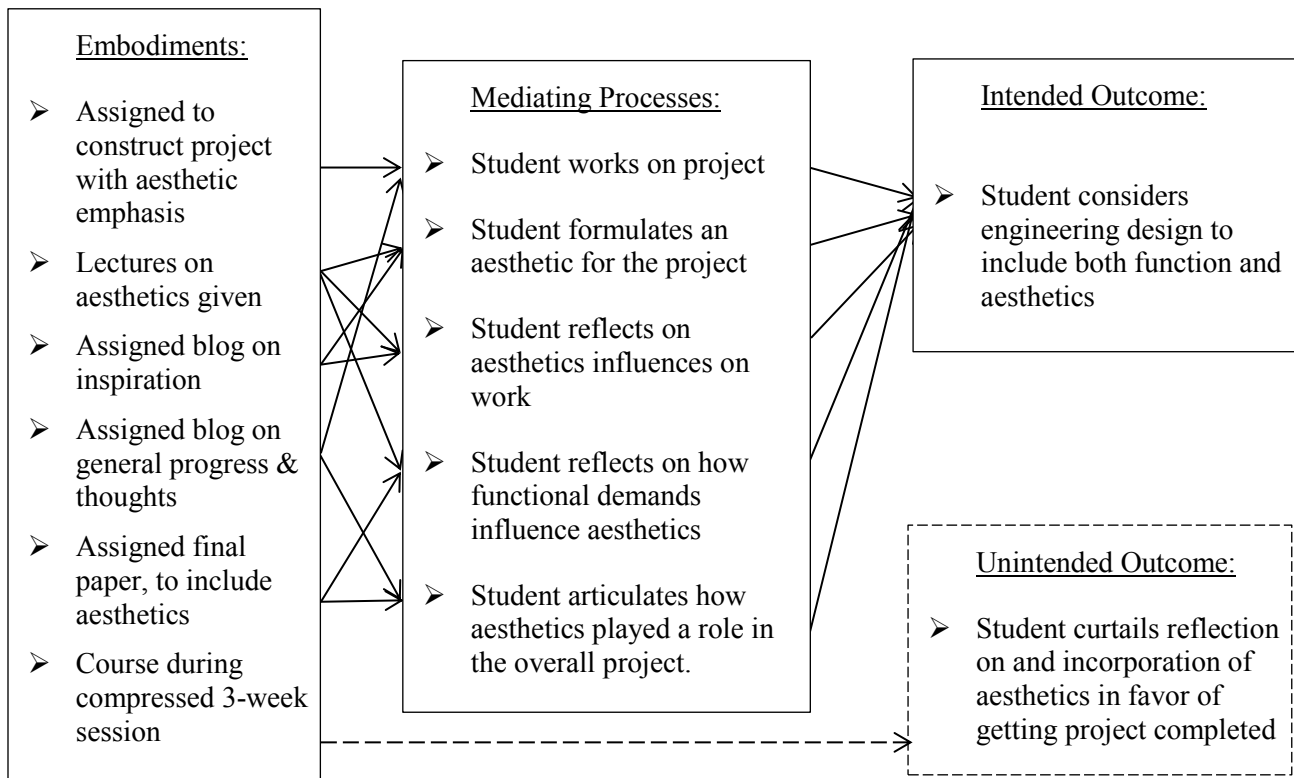 Embodiments:
➢ Assigned to
construct project
with aesthetic
emphasis
➢ Lectures on
aesthetics given
➢ Assigned blog on
inspiration
➢ Assigned blog on
general progress &
thoughts
➢ Assigned final
paper, to include
aesthetics
➢ Course during
compressed 3-week
session
Mediating Processes:
➢ Student works on project
➢ Student formulates an
aesthetic for the project
➢ Student reflects on
aesthetics influences on
work
➢ Student reflects on how
functional demands
influence aesthetics
➢ Student articulates how
aesthetics played a role in
the overall project.
Intended Outcome:
➢ Student considers
engineering design to
include both function and
aesthetics
Unintended Outcome:
➢ Student curtails reflection
on and incorporation of
aesthetics in favor of
getting project completed